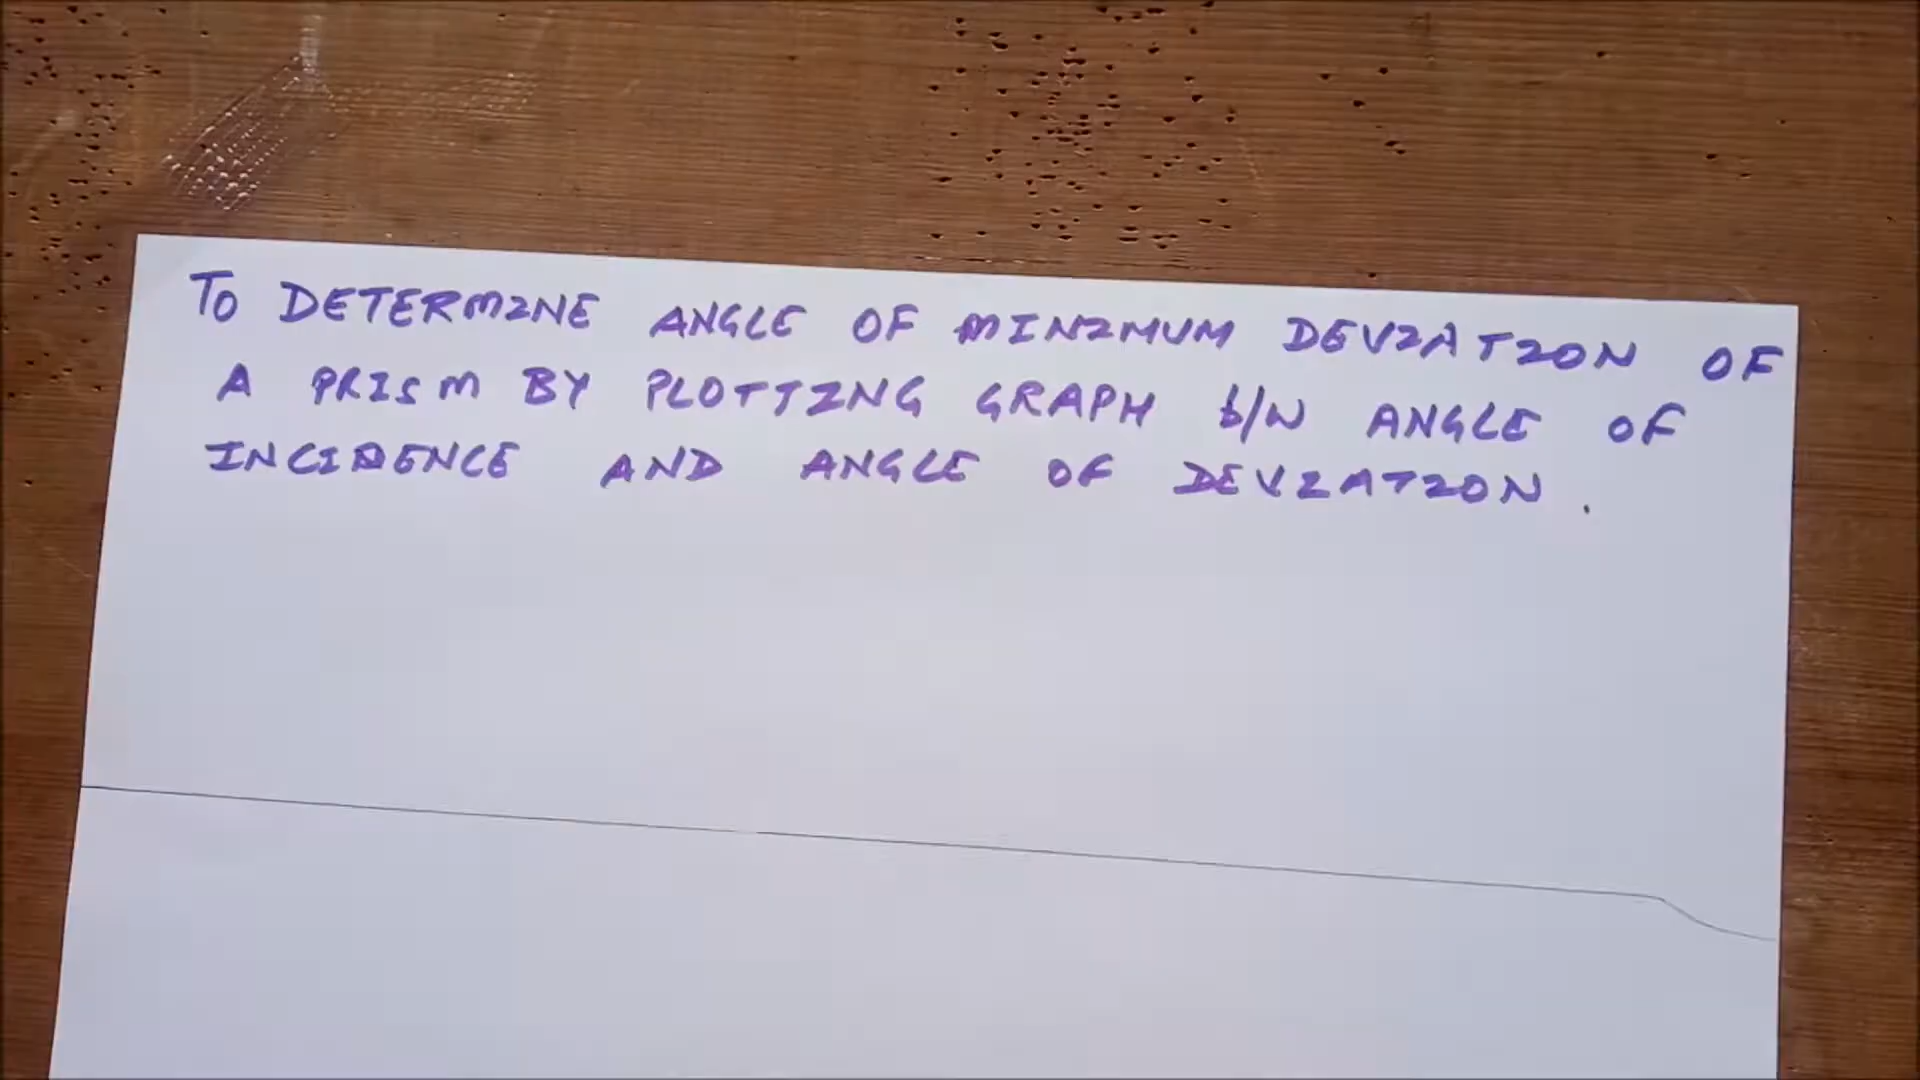 TO DETERMINE ANGLE OF MINIMUM DEVIATION OF
A PRISM BY PLOTTING GRAPH b/W ANGLE OF
INCIDENCE AND ANGLE OF DEVIATION.